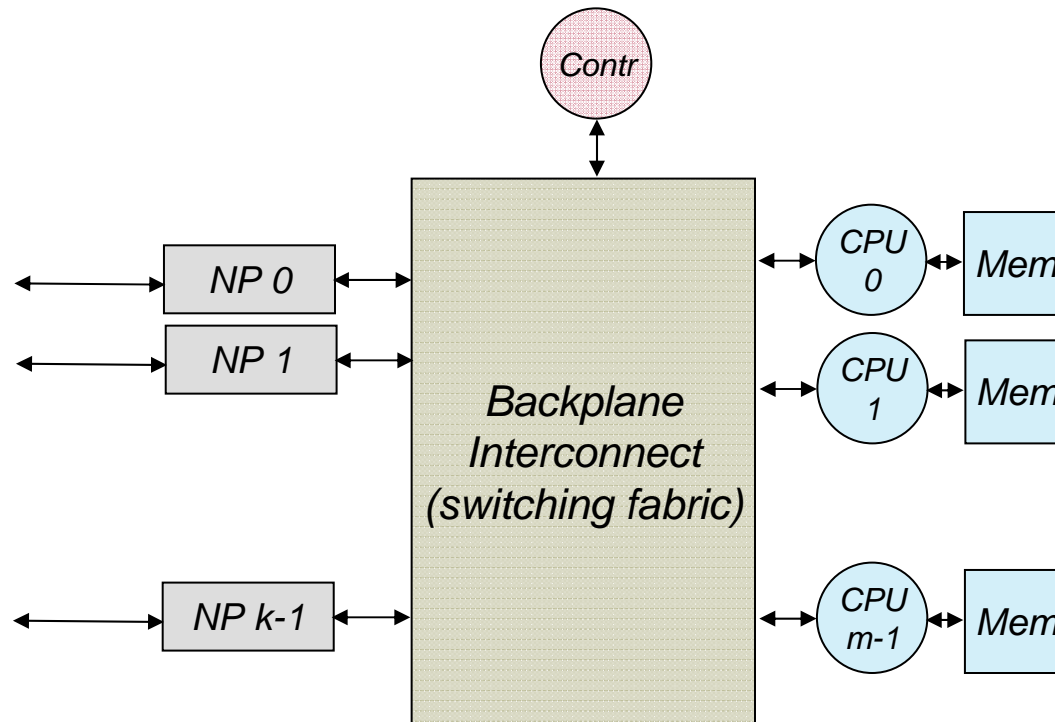 Contr
NP 0
NP 1
NP k-1
Backplane
Interconnect
(switching fabric)
CPU
0
Mem
CPU
1
Mem
CPU
m-1
Mem